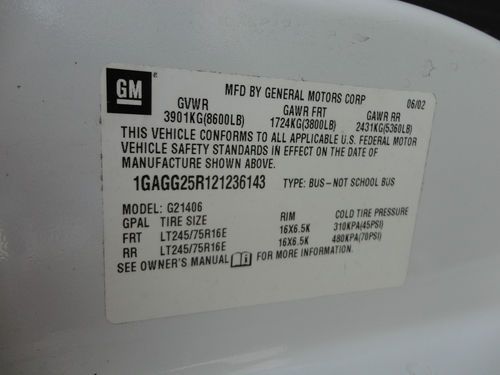 GM ® MFD BY GENERAL MOTORS CORP 06/02
GVWR GAWR FRT GAWR RR
3901KG(8600LB) 1724KG(3800LB) 2431KG(5360LB)
THIS VEHICLE CONFORMS TO ALL APPLICABLE U.S. FEDERAL MOTOR
VEHICLE SAFETY STANDARDS IN EFFECT ON THE DATE OF
MANUFACTURE SHOWN ABOVE.
1GAGG25R121236143 TYPE: BUS-NOT SCHOOL BUS
MODEL: G21406
GPAL TIRE SIZE RIM COLD TIRE PRESSURE
FRT LT245/75R16E 16X6.5K 310KPA(45PSI)
RR LT245/75R16E 16X6.5K 480KPA(70PSI)
SEE OWNER'S MANUAL FOR MORE INFORMATION.